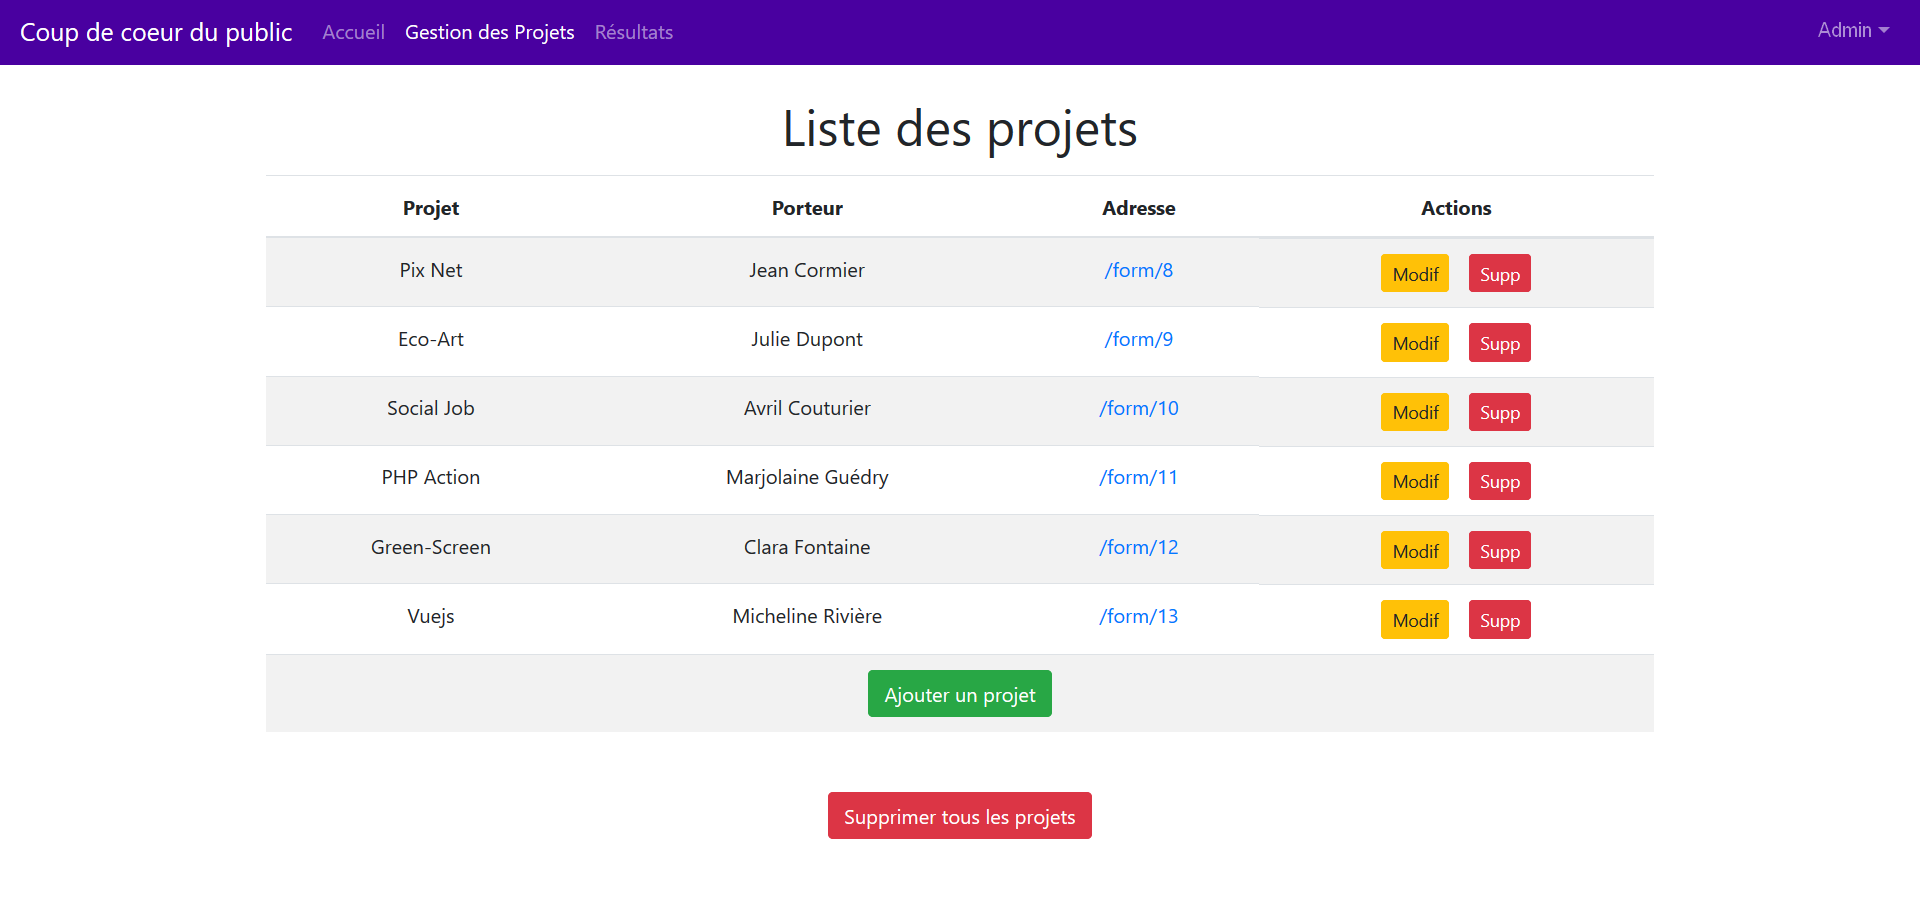 Coup de coeur du public Accueil Gestion des Projets Résultats Admin
Liste des projets
Projet Porteur Adresse Actions
Pix Net Jean Cormier /form/8 Modif Supp
Eco-Art Julie Dupont /form/9 Modif Supp
Social Job Avril Couturier /form/10 Modif Supp
PHP Action Marjolaine Guédry /form/11 Modif Supp
Green-Screen Clara Fontaine /form/12 Modif Supp
Vuejs Micheline Rivière /form/13 Modif Supp
Ajouter un projet
Supprimer tous les projets